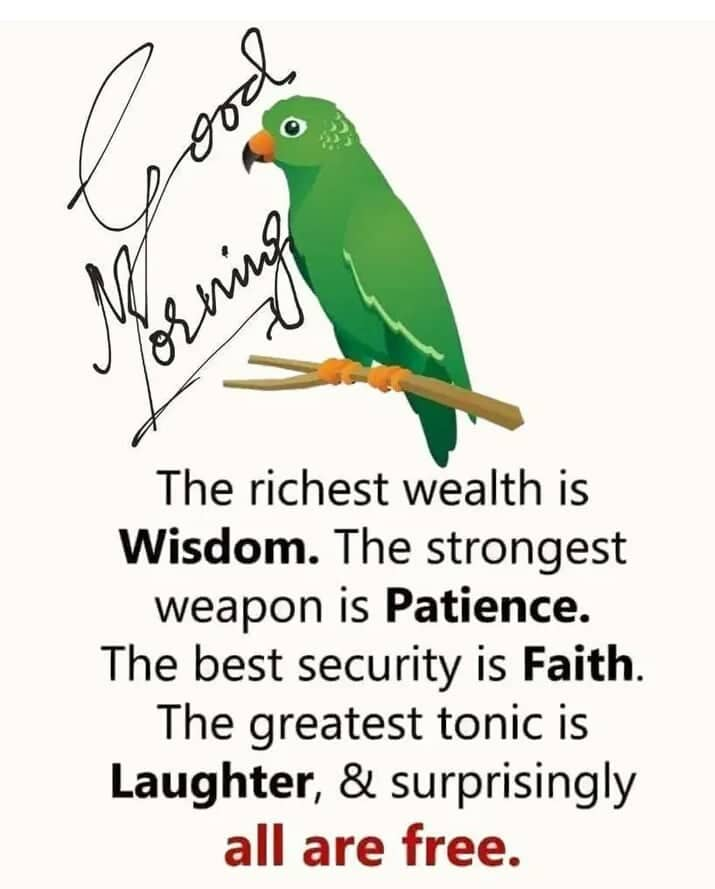 Good
Morning
The richest wealth is
Wisdom. The strongest
weapon is Patience.
The best security is Faith.
The greatest tonic is
Laughter, & surprisingly
all are free.